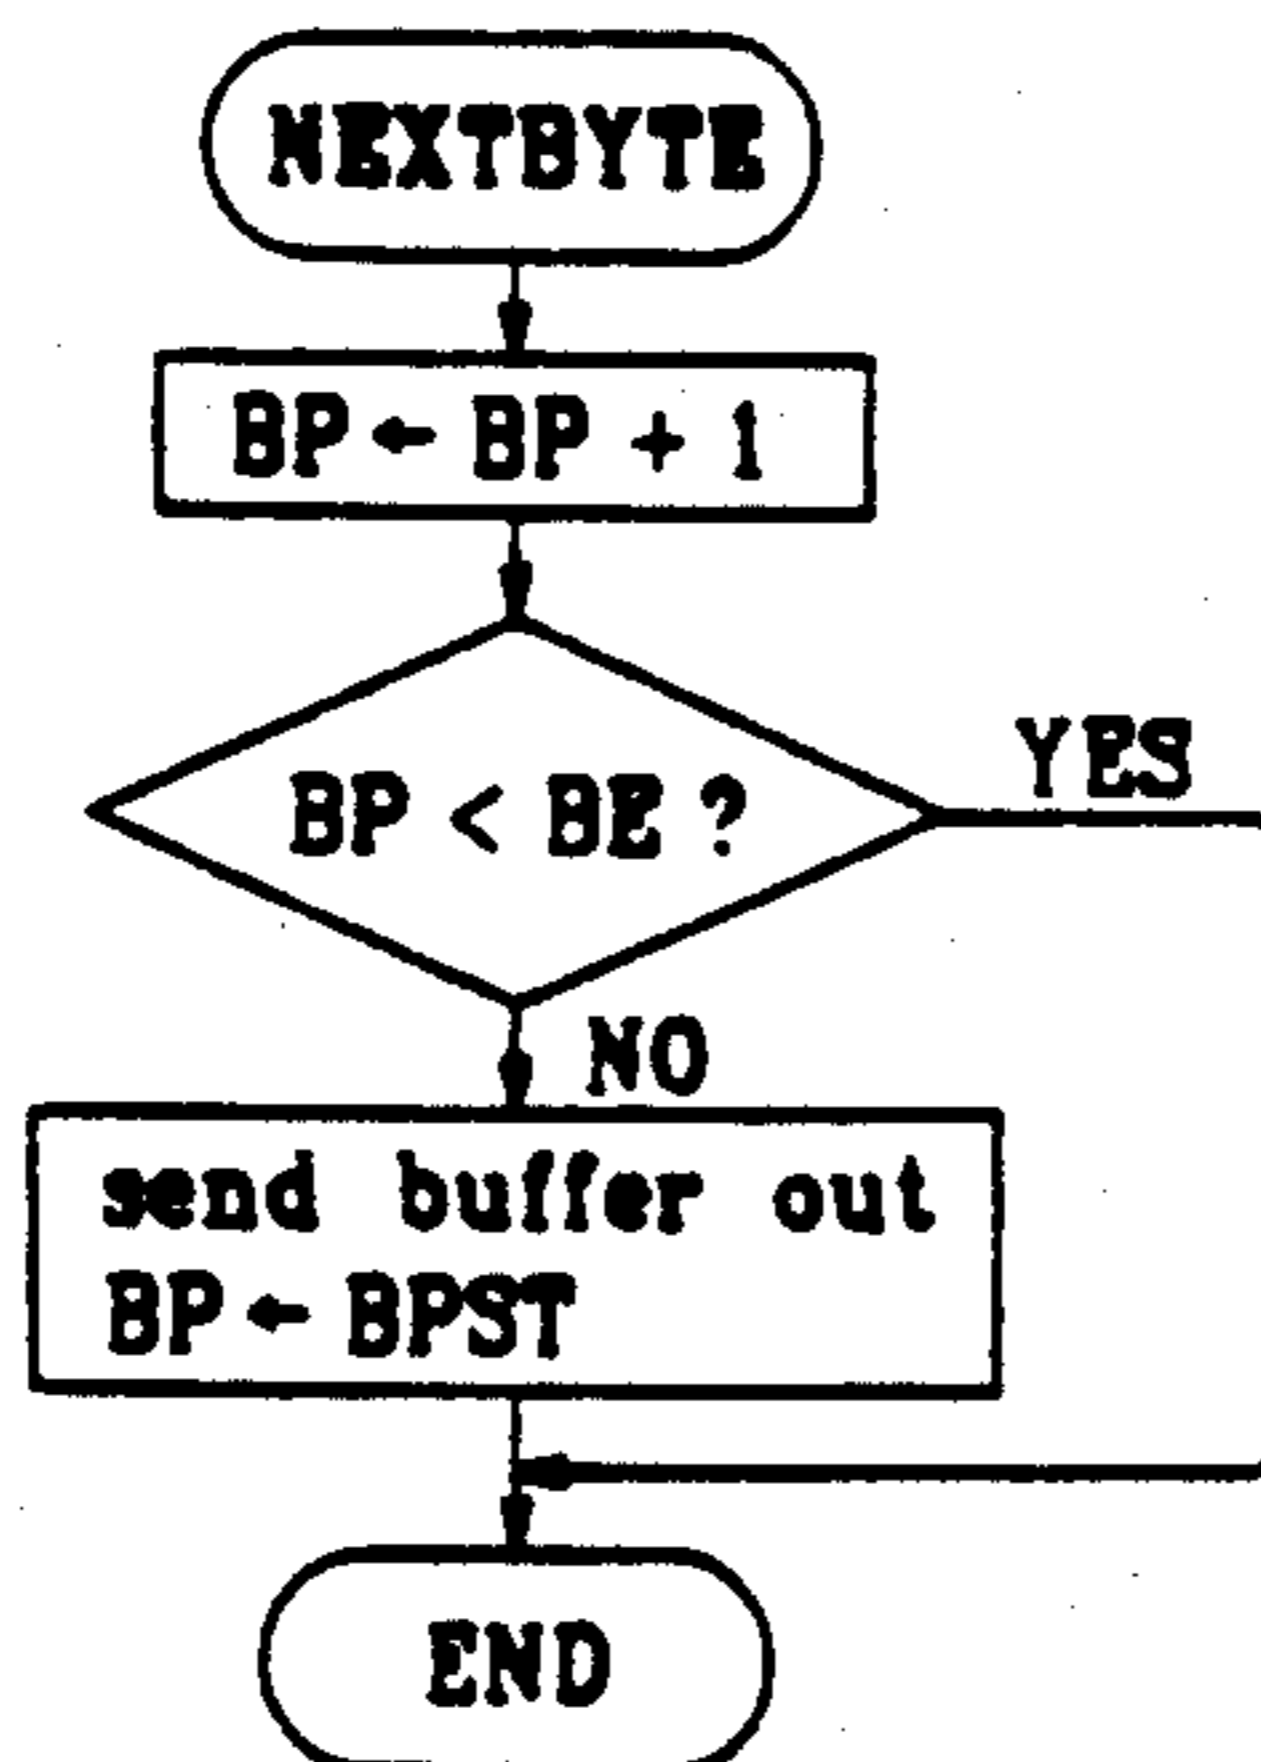 NEXTBYTE
BP ← BP + 1
BP < BE ?
YES
NO
send buffer out
BP ← BPST
END